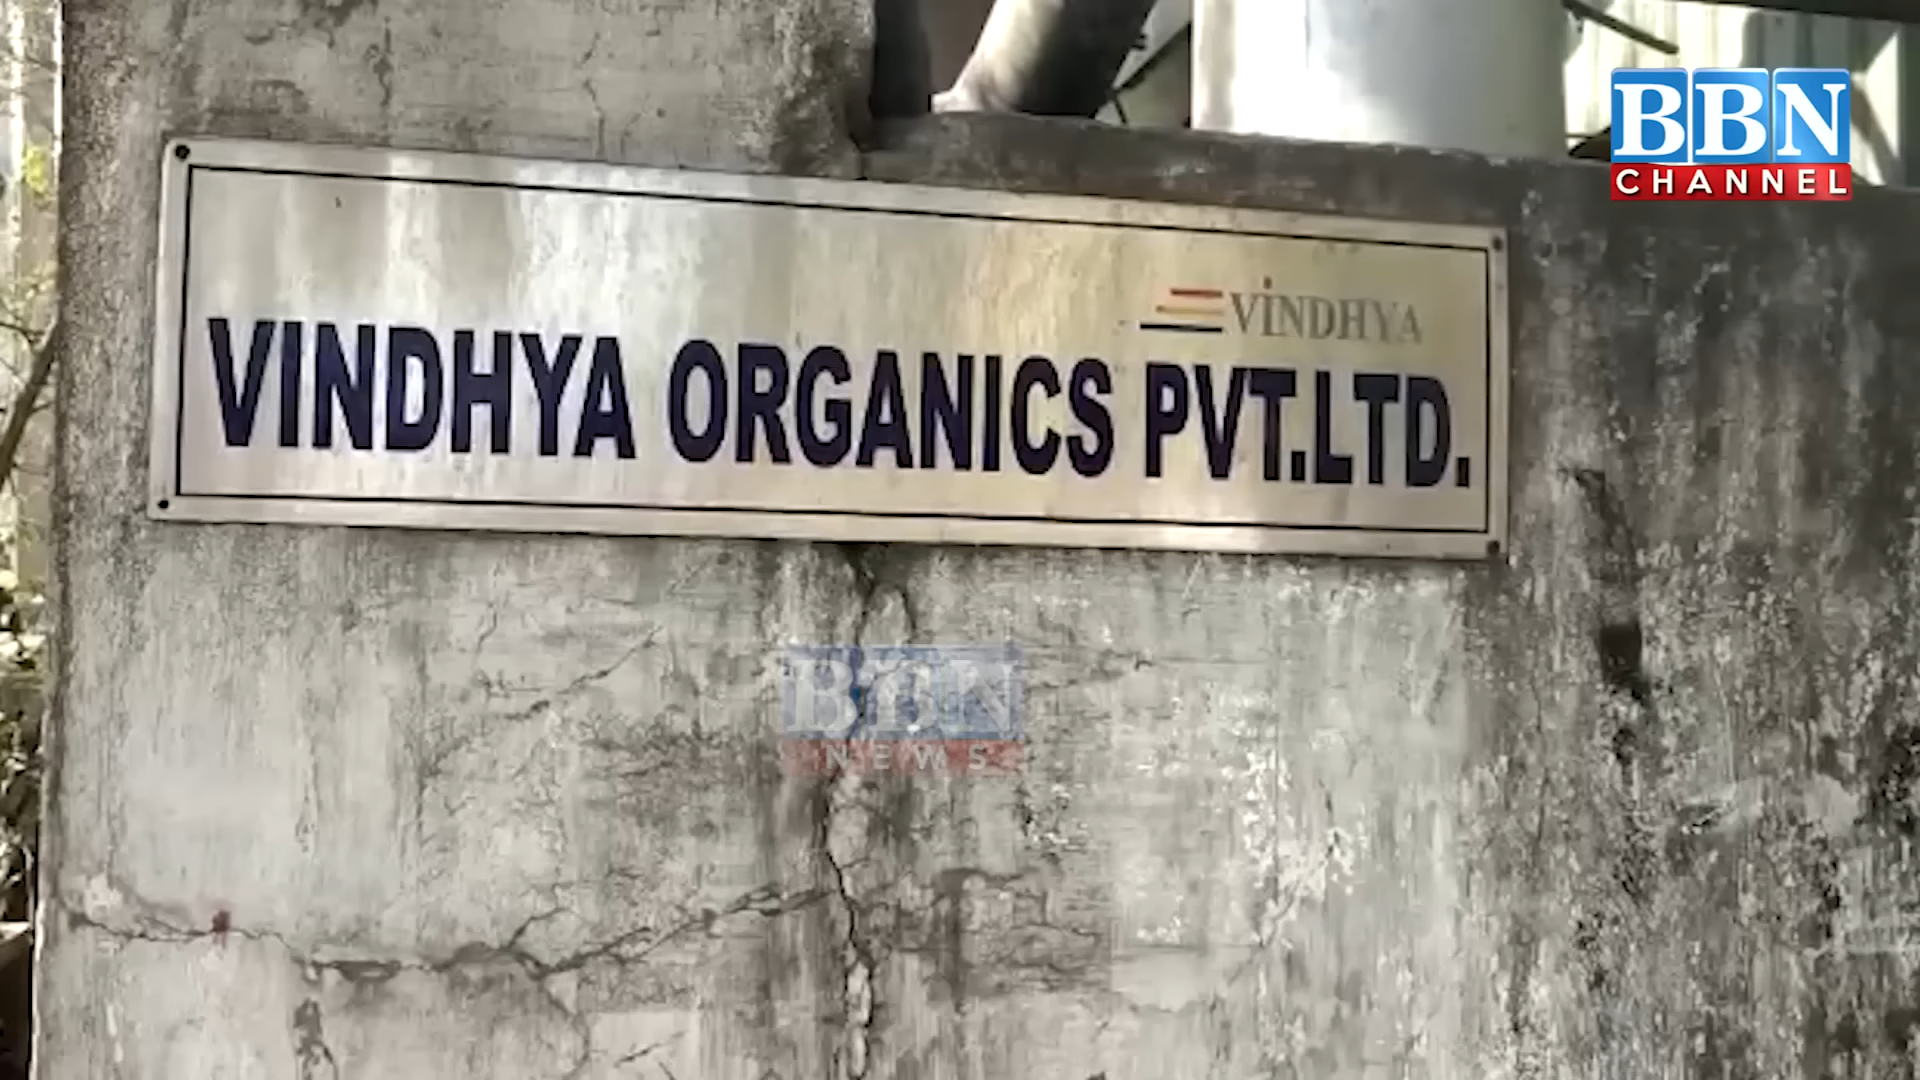 BBN
CHANNEL
VINDHYA
VINDHYA ORGANICS PVT.LTD.
BBN
NEWS